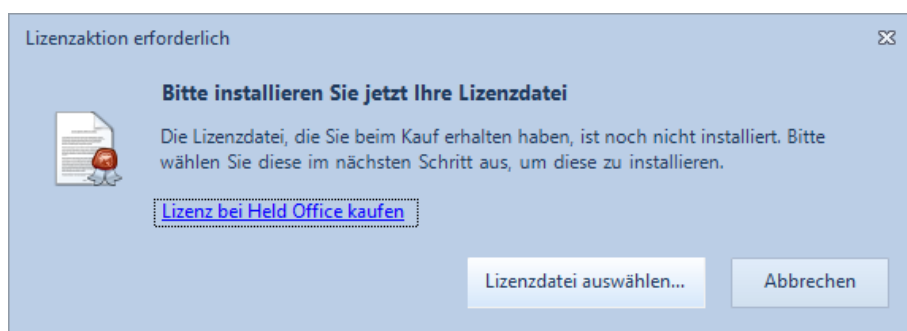 Lizenzaktion erforderlich
Bitte installieren Sie jetzt Ihre Lizenzdatei
Die Lizenzdatei, die Sie beim Kauf erhalten haben, ist noch nicht installiert. Bitte
wählen Sie diese im nächsten Schritt aus, um diese zu installieren.
Lizenz bei Held Office kaufen
Lizenzdatei auswählen...
Abbrechen